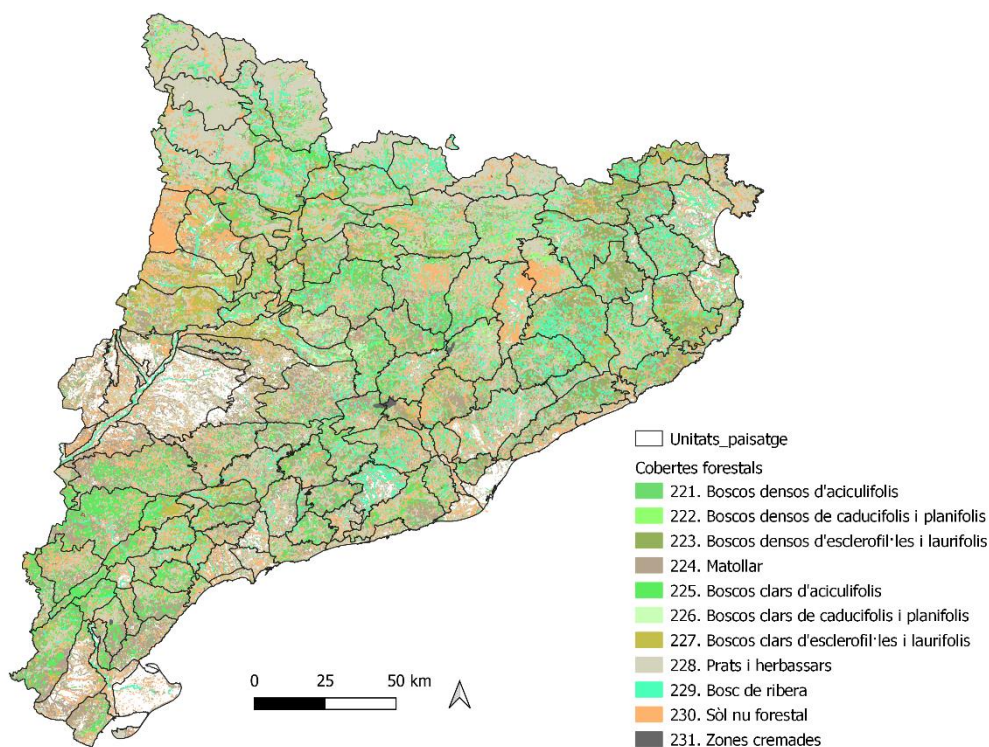 Unitats_paisatge
Cobertes forestals
221. Boscos densos d'aciculifolis
222. Boscos densos de caducifolis i planifolis
223. Boscos densos d'esclerofil·les i laurifolis
224. Matollar
225. Boscos clars d'aciculifolis
226. Boscos clars de caducifolis i planifolis
227. Boscos clars d'esclerofil·les i laurifolis
228. Prats i herbassars
229. Bosc de ribera
230. Sòl nu forestal
231. Zones cremades
0 25 50 km